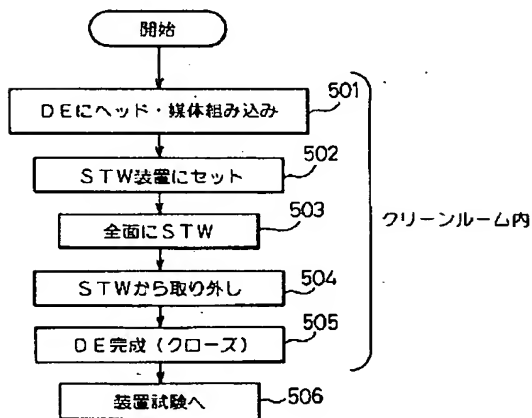 開始
501
DEにヘッド・媒体組み込み
502
STW装置にセット
503
全面にSTW
クリーンルーム内
504
STWから取り外し
505
DE完成(クローズ)
506
装置試験へ